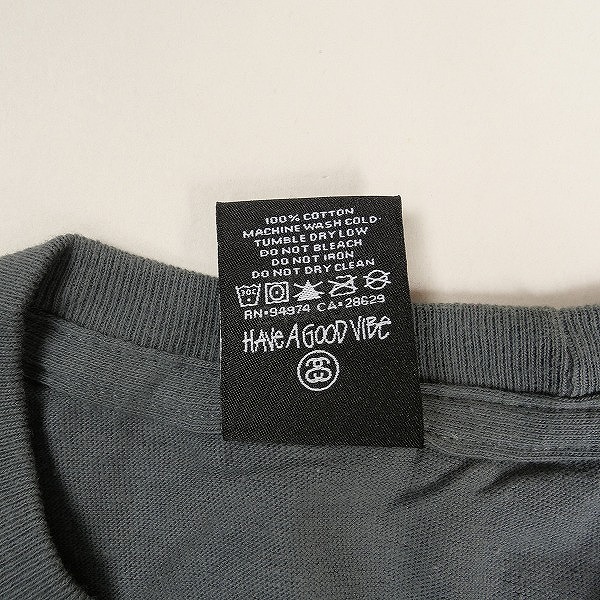 100% COTTON
MACHINE WASH COLD·
TUMBLE DRY LOW
DO NOT BLEACH
DO NOT IRON
DO NOT DRY CLEAN
30C
RN·94974 CA·28629
HAVE A GOOD VIBE